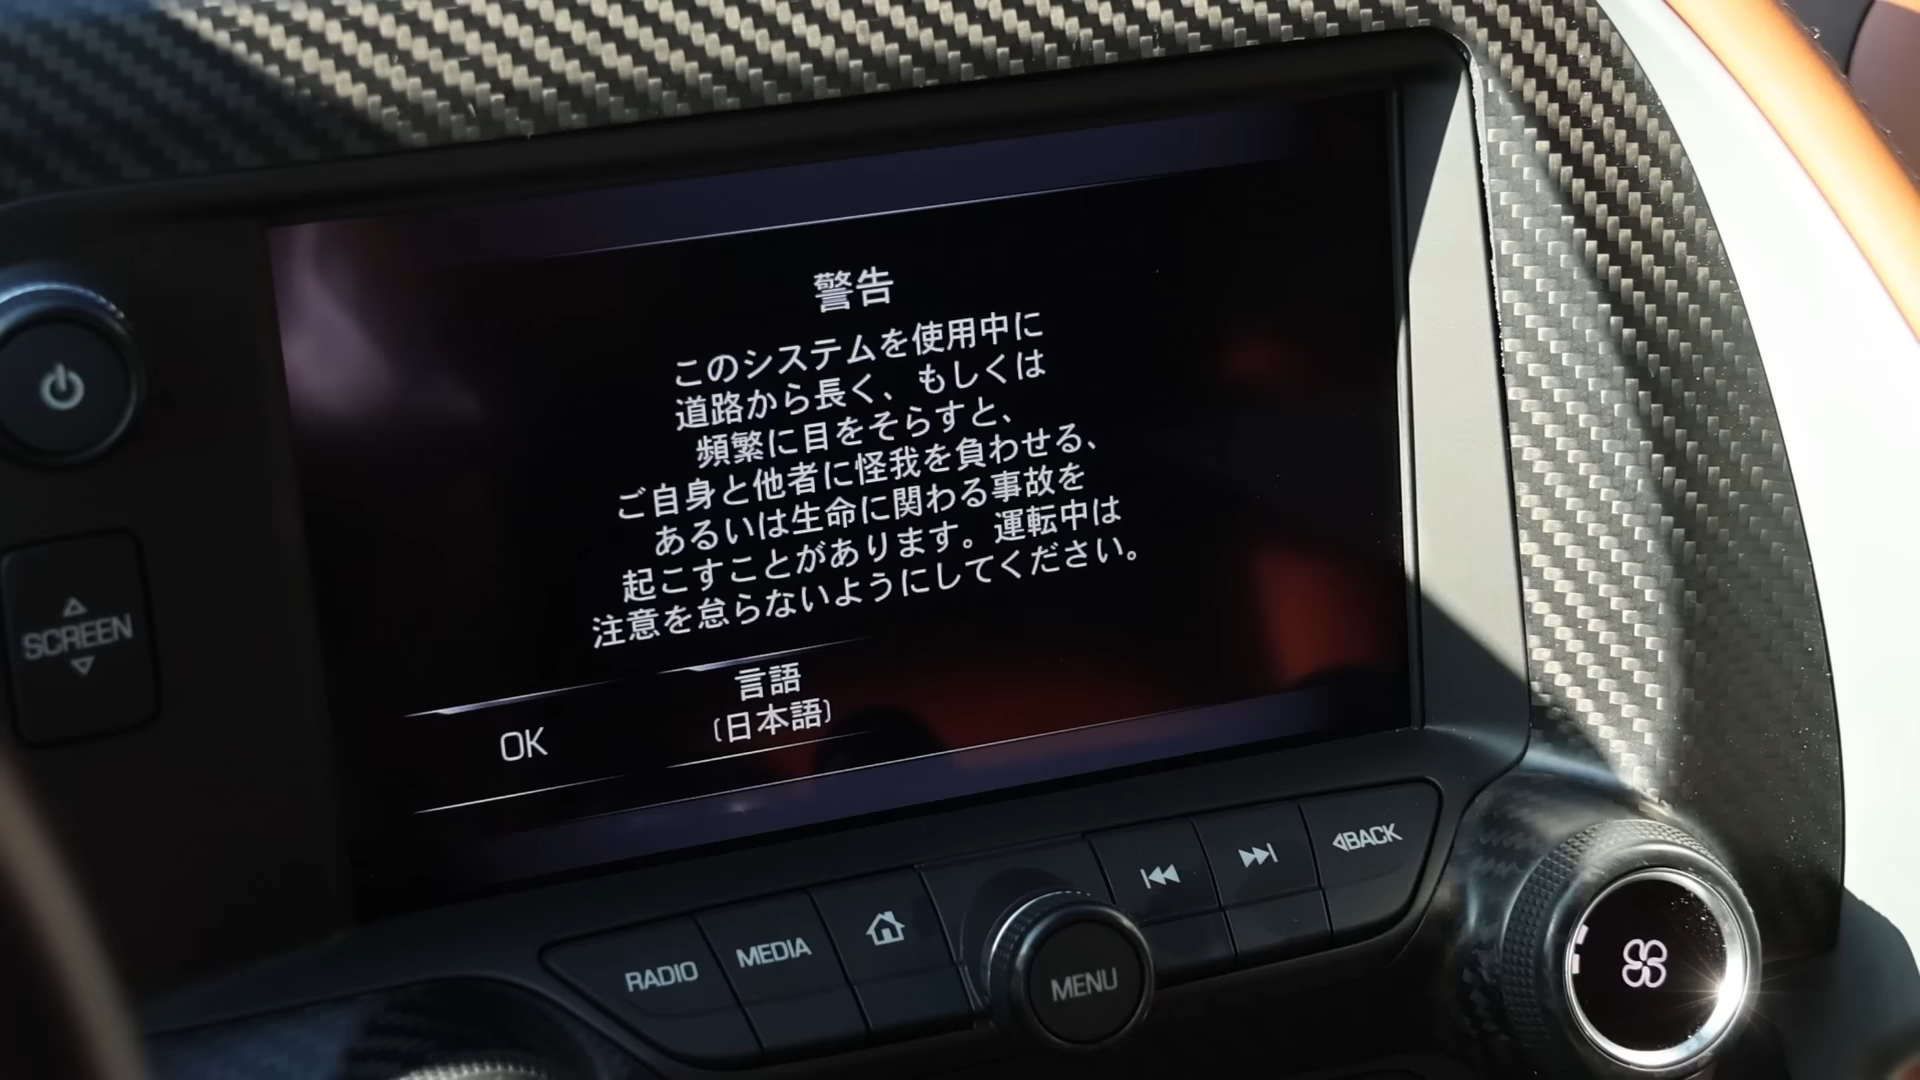 警告
このシステムを使用中に
道路から長く、もしくは
頻繁に目をそらすと、
ご自身と他者に怪我を負わせる、
あるいは生命に関わる事故を
起こすことがあります。運転中は
注意を怠らないようにしてください。
言語
(日本語)
OK
SCREEN
RADIO
MEDIA
MENU
BACK